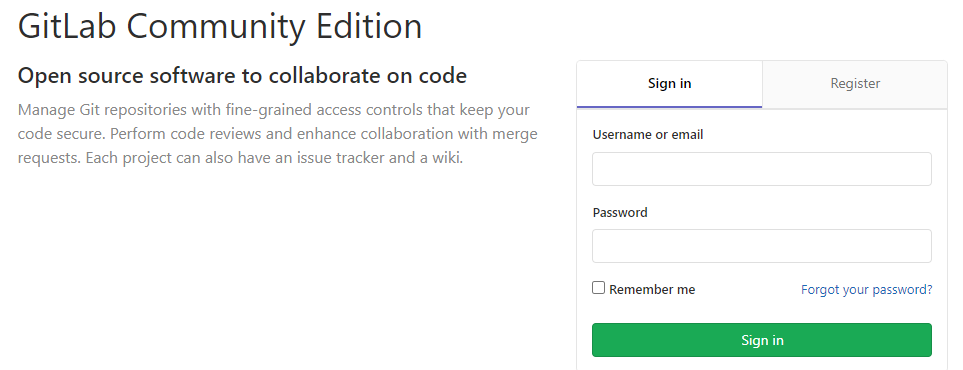 GitLab Community Edition
Open source software to collaborate on code
Manage Git repositories with fine-grained access controls that keep your
code secure. Perform code reviews and enhance collaboration with merge
requests. Each project can also have an issue tracker and a wiki.
Sign in
Register
Username or email
Password
Remember me
Forgot your password?
Sign in